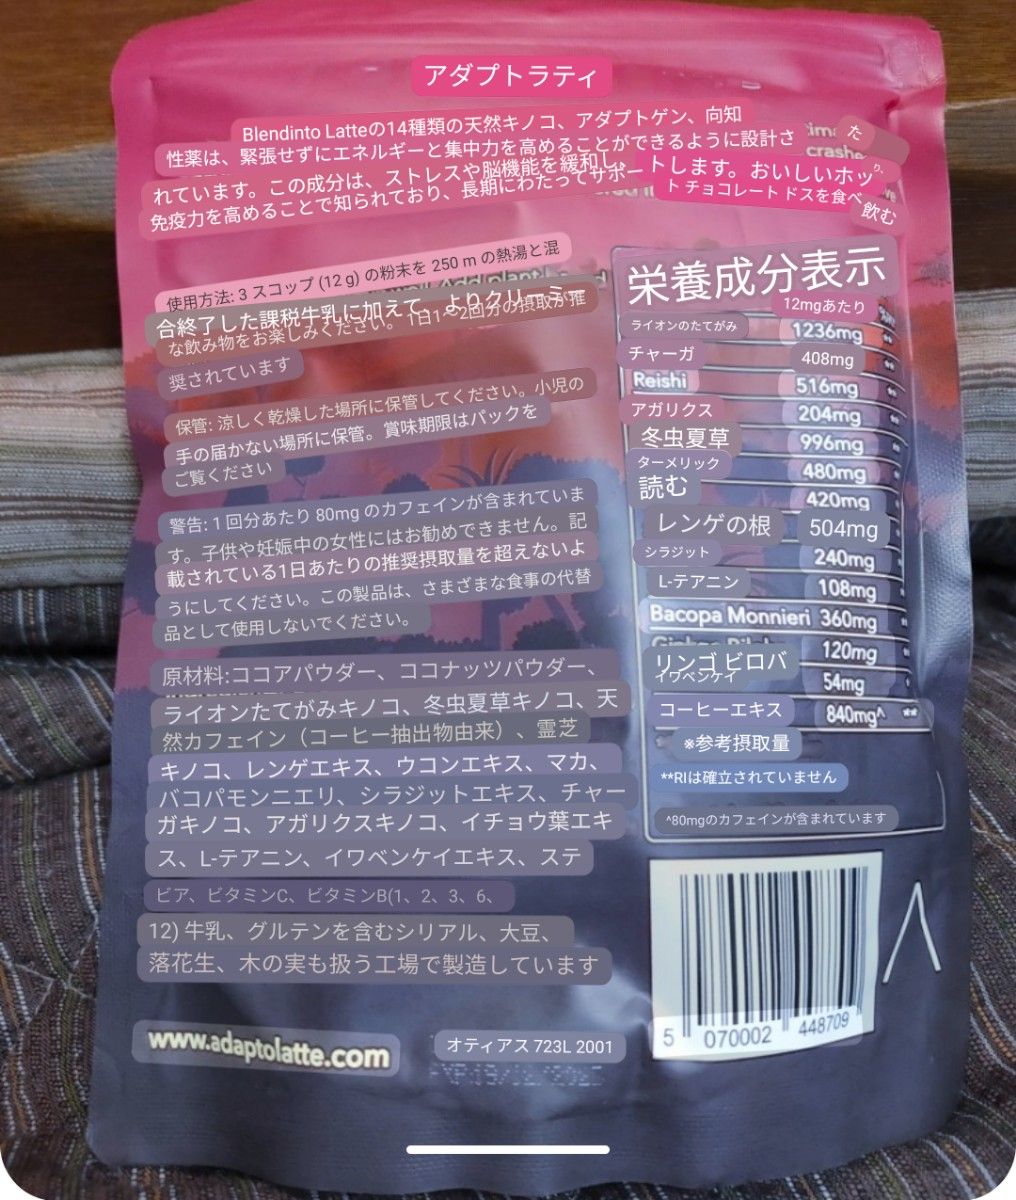 アダプトラティ
Blendinto Latteの14種類の天然キノコ、アダプトゲン、向知
性薬は、緊張せずにエネルギーと集中力を高めることができるように設計さ
れています。この成分は、ストレスや脳機能を緩和し、
免疫力を高めることで知られており、長期にわたってサポー
トします。おいしいホッ
ト チョコレート ドスを食べ
た
り、
飲む
使用方法: 3 スコップ (12 g) の粉末を 250 m の熱湯と混
合終了した課税牛乳に加えて、よりクリーミー
な飲み物をお楽しみください。1日1~2回分の摂取が推
奨されています
保管: 涼しく乾燥した場所に保管してください。小児の
手の届かない場所に保管。賞味期限はパックを
ご覧ください
警告: 1 回分あたり 80mg のカフェインが含まれていま
す。子供や妊娠中の女性にはお勧めできません。記
載されている1日あたりの推奨摂取量を超えないよ
うにしてください。この製品は、さまざまな食事の代替
品として使用しないでください。
原材料:ココアパウダー、ココナッツパウダー、
ライオンたてがみキノコ、冬虫夏草キノコ、天
然カフェイン（コーヒー抽出物由来）、霊芝
キノコ、レンゲエキス、ウコンエキス、マカ、
バコパモンニエリ、シラジットエキス、チャー
ガキノコ、アガリクスキノコ、イチョウ葉エキ
ス、L-テアニン、イワベンケイエキス、ステ
ビア、ビタミンC、ビタミンB(1、2、3、6、
12) 牛乳、グルテンを含むシリアル、大豆、
落花生、木の実も扱う工場で製造しています
www.adaptolatte.com
オティアス 723L 2001
栄養成分表示
12mgあたり
ライオンのたてがみ 1236mg **
チャーガ 408mg **
Reishi 516mg **
アガリクス 204mg **
冬虫夏草 996mg **
ターメリック 480mg **
読む 420mg **
レンゲの根 504mg
シラジット 240mg **
L-テアニン 108mg **
Bacopa Monnieri 360mg **
リンゴ ビロバ 120mg
イワベンケイ 54mg
コーヒーエキス 840mg^ **
※参考摂取量
**RIは確立されていません
^80mgのカフェインが含まれています
5 070002 448709